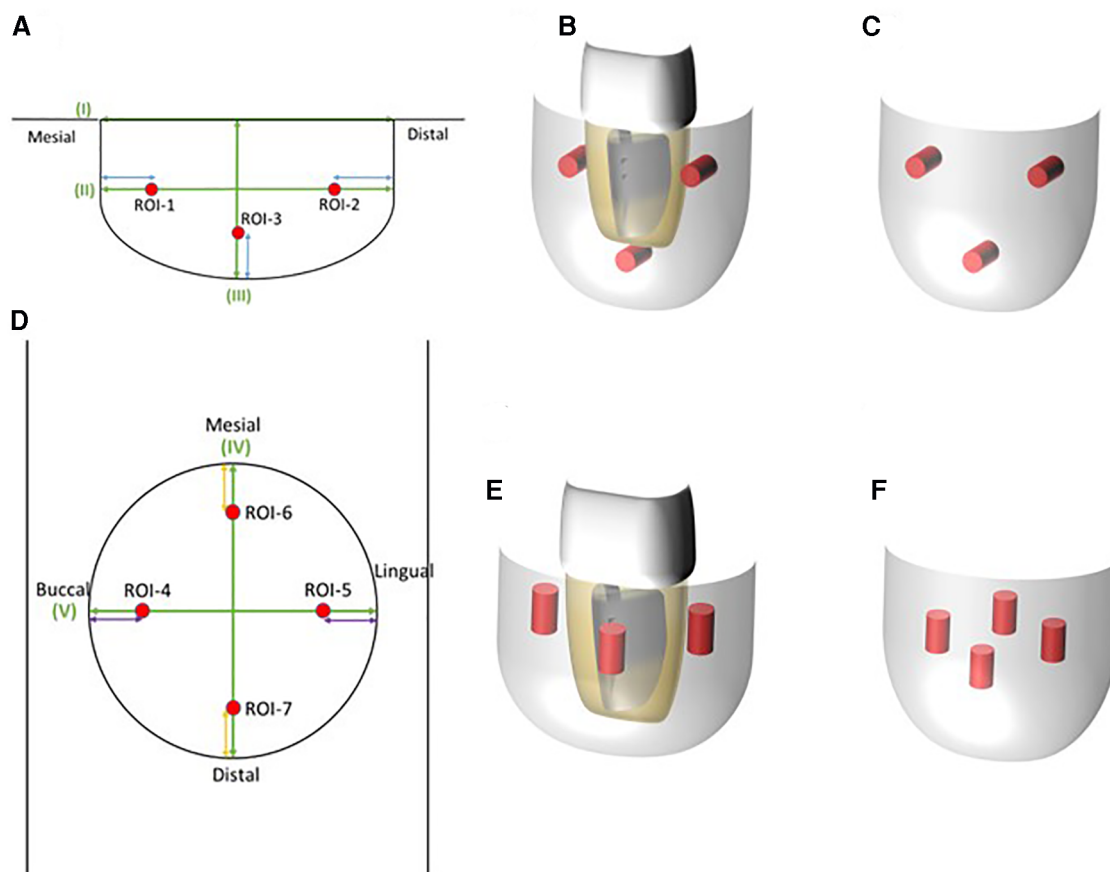 A
B
C
(I)
Mesial
Distal
(II)
ROI-1
ROI-2
ROI-3
(III)
D
Mesial
(IV)
E
F
ROI-6
Lingual
Buccal
ROI-4
ROI-5
(V)
ROI-7
Distal